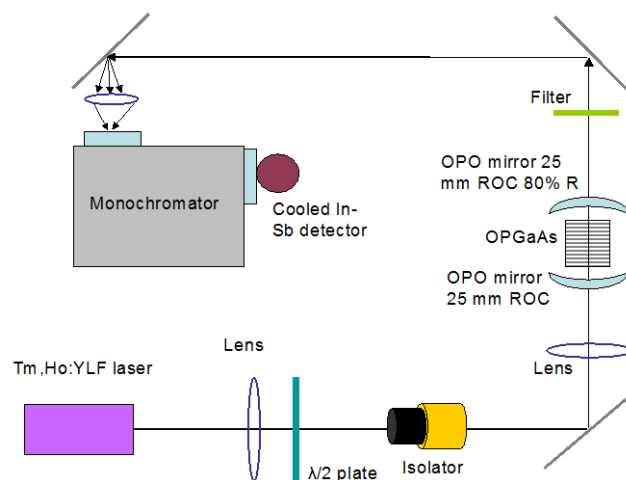 Filter
OPO mirror 25
mm ROC 80% R
Monochromator
Cooled In-
Sb detector
OPGaAs
OPO mirror
25 mm ROC
Lens
Lens
Tm,Ho:YLF laser
λ/2 plate
Isolator